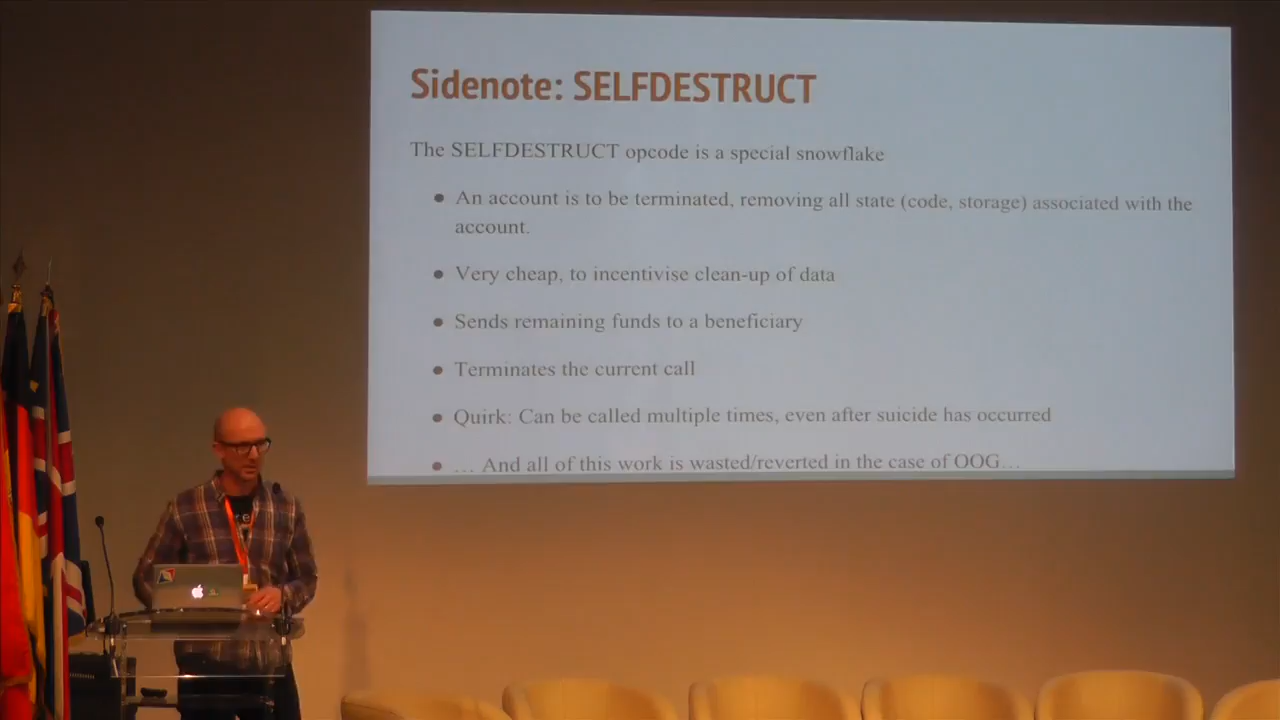 Sidenote: SELFDESTRUCT
The SELFDESTRUCT opcode is a special snowflake
● An account is to be terminated, removing all state (code, storage) associated with the
account.
● Very cheap, to incentivise clean-up of data
● Sends remaining funds to a beneficiary
● Terminates the current call
● Quirk: Can be called multiple times, even after suicide has occurred
● … And all of this work is wasted/reverted in the case of OOG…